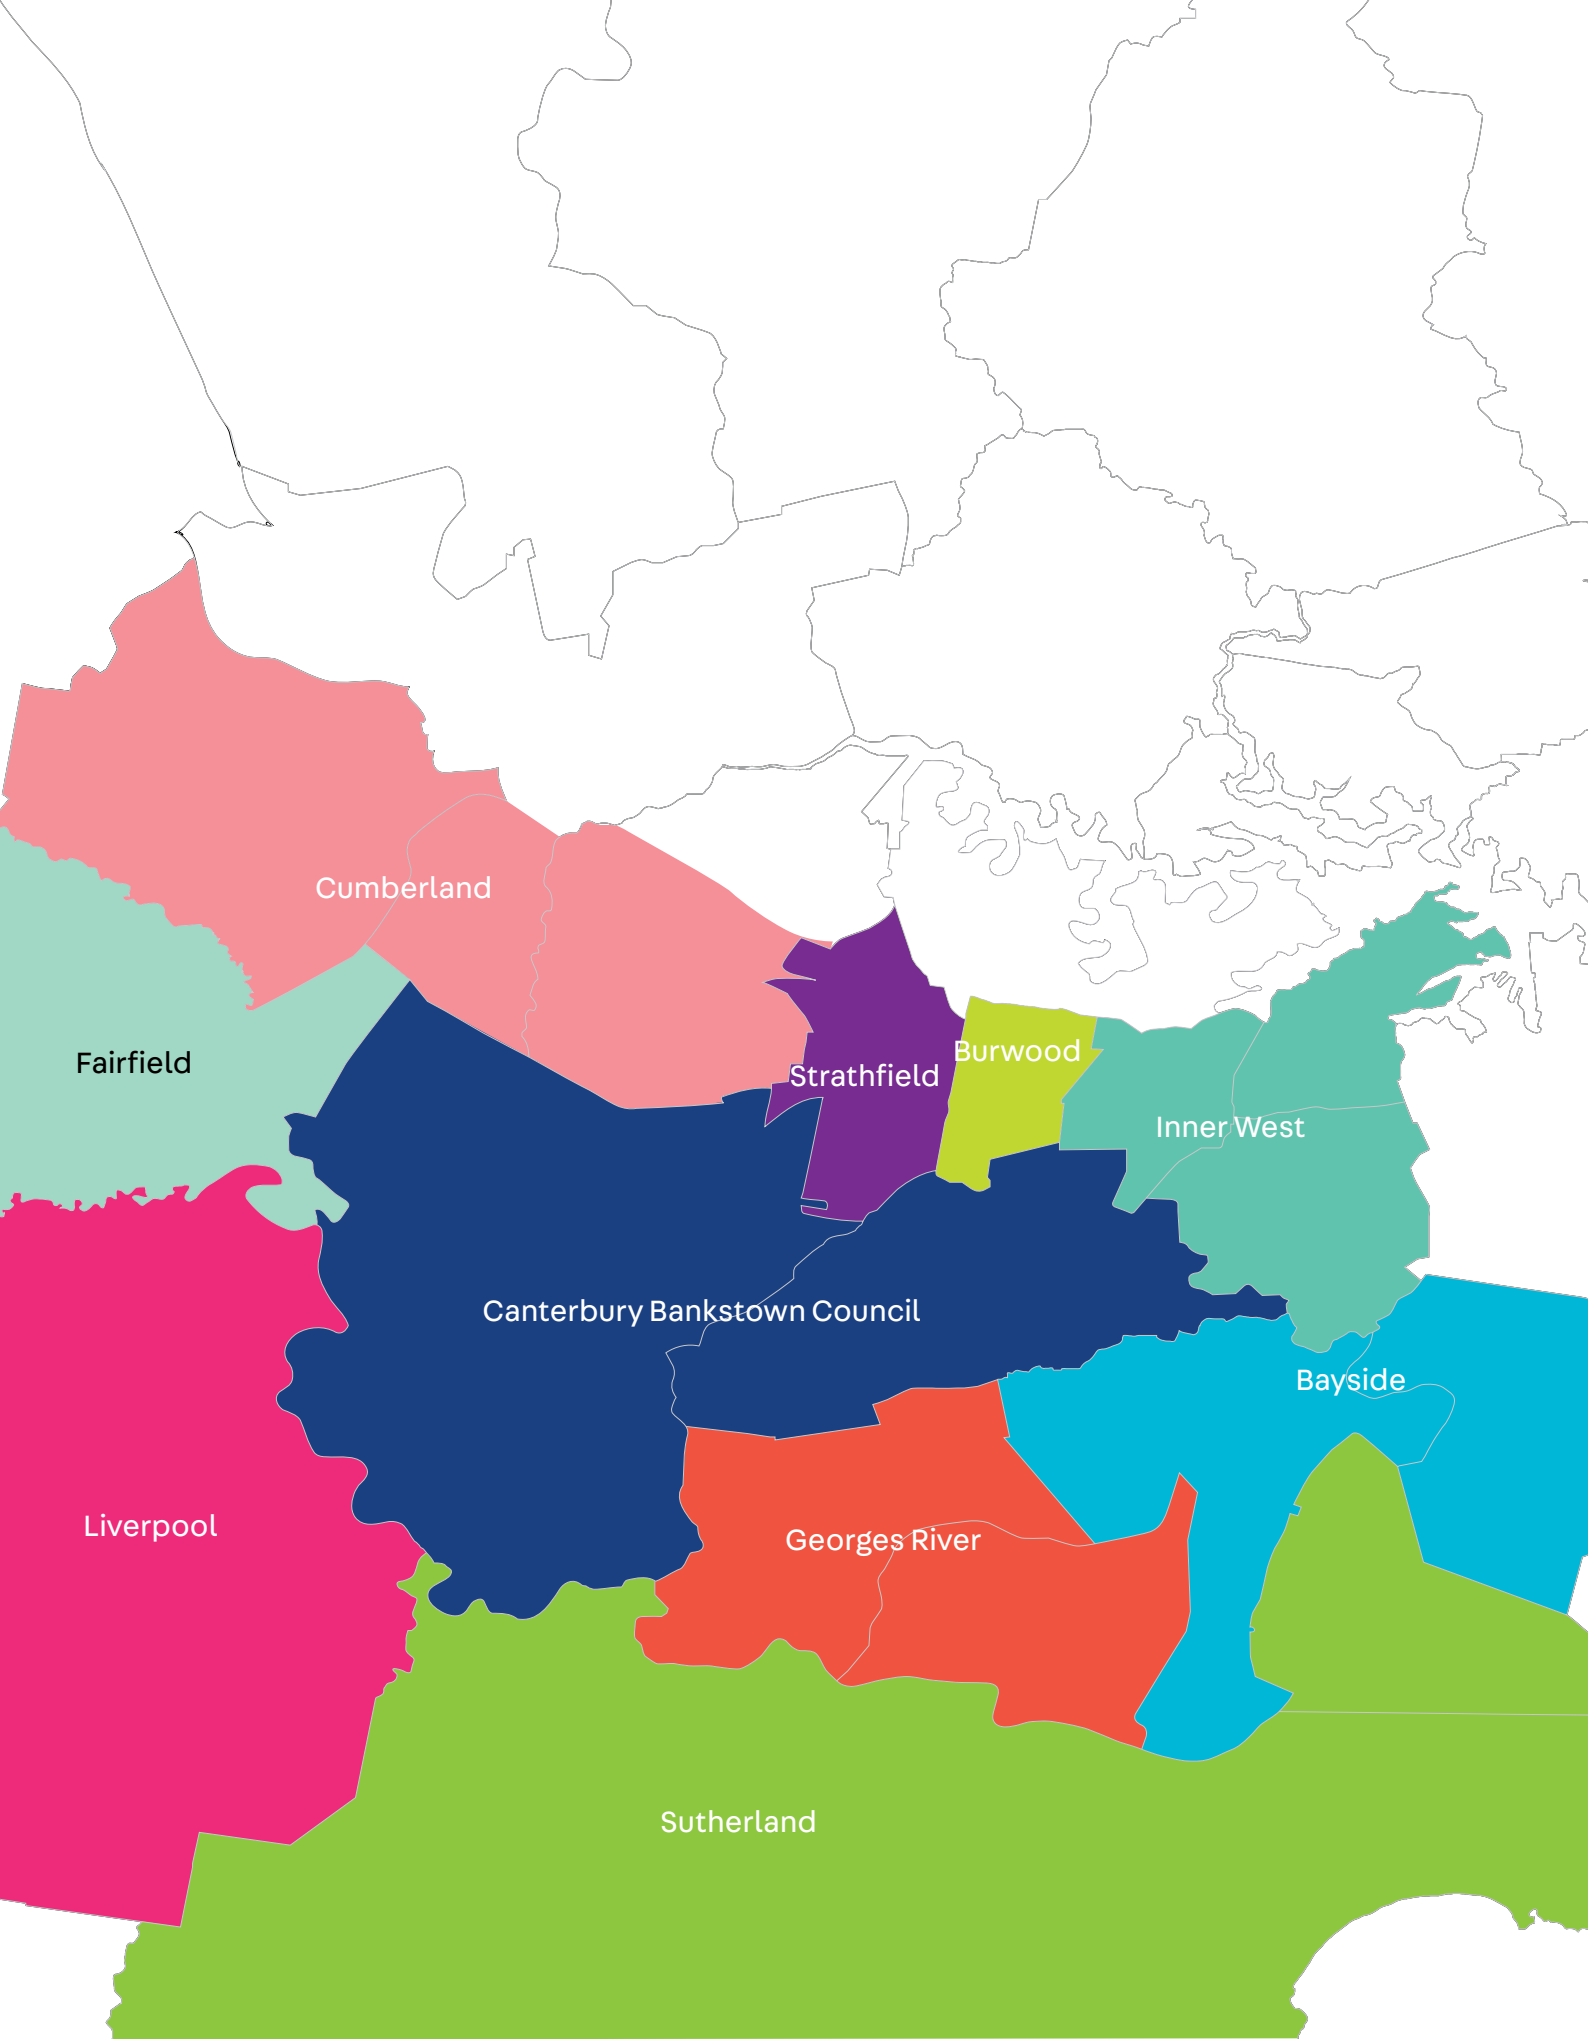 Cumberland
Burwood
Fairfield
Strathfield
Inner West
Canterbury Bankstown Council
Bayside
Liverpool
Georges River
Sutherland